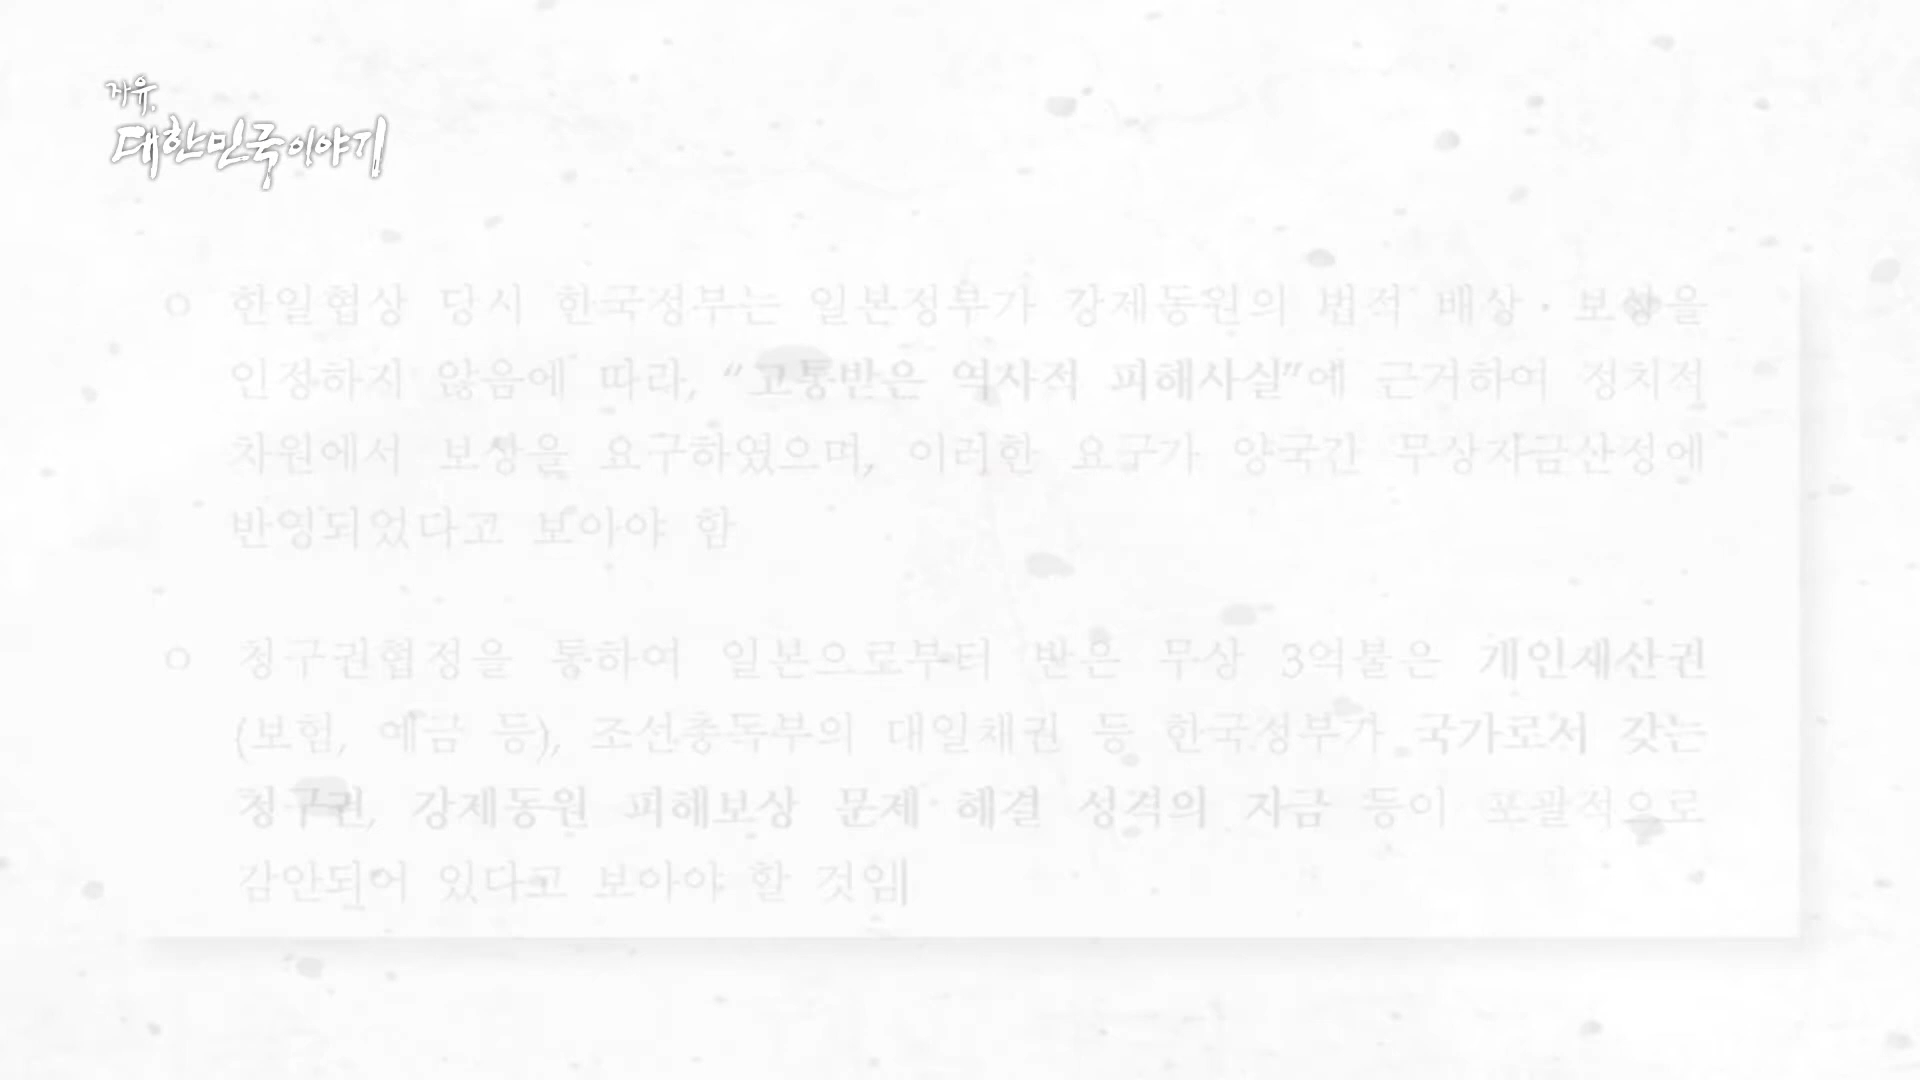 자유,
대한민국이야기
○ 한일협상 당시 한국정부는 일본정부가 강제동원의 법적 배상·보상을
인정하지 않음에 따라, “고통받은 역사적 피해사실”에 근거하여 정치적
차원에서 보상을 요구하였으며, 이러한 요구가 양국간 무상자금산정에
반영되었다고 보아야 함
○ 청구권협정을 통하여 일본으로부터 받은 무상 3억불은 개인재산권
(보험, 예금 등), 조선총독부의 대일채권 등 한국정부가 국가로서 갖는
청구권, 강제동원 피해보상 문제 해결 성격의 자금 등이 포괄적으로
감안되어 있다고 보아야 할 것임